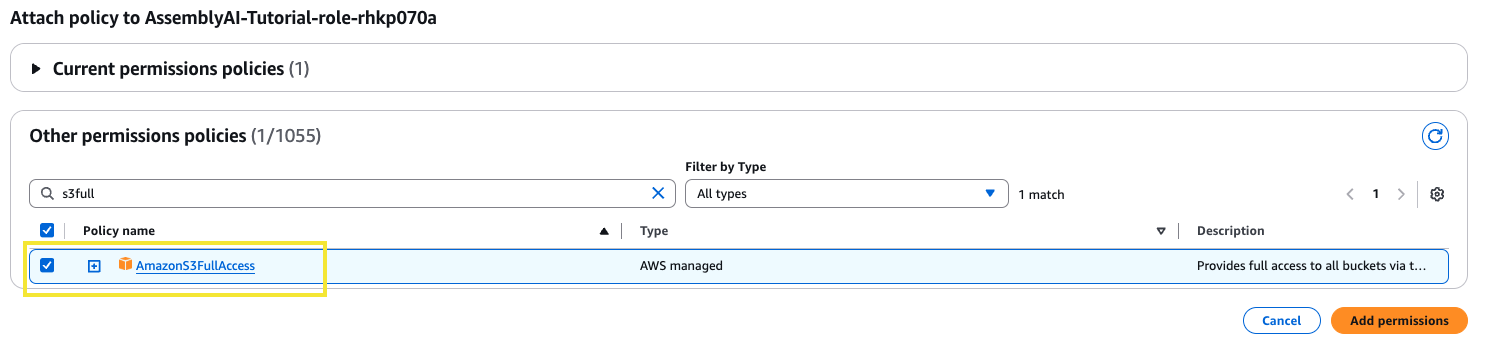 Attach policy to AssemblyAI-Tutorial-role-rhkp070a
Current permissions policies (1)
Other permissions policies (1/1055)
Filter by Type
s3full
All types
1 match
1
Policy name
Type
Description
AmazonS3FullAccess
AWS managed
Provides full access to all buckets via t...
Cancel
Add permissions